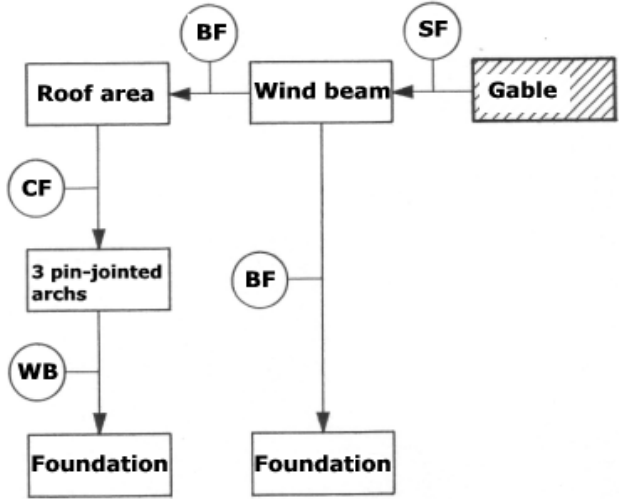 BF
SF
Roof area
Wind beam
Gable
CF
3 pin-jointed
archs
BF
WB
Foundation
Foundation